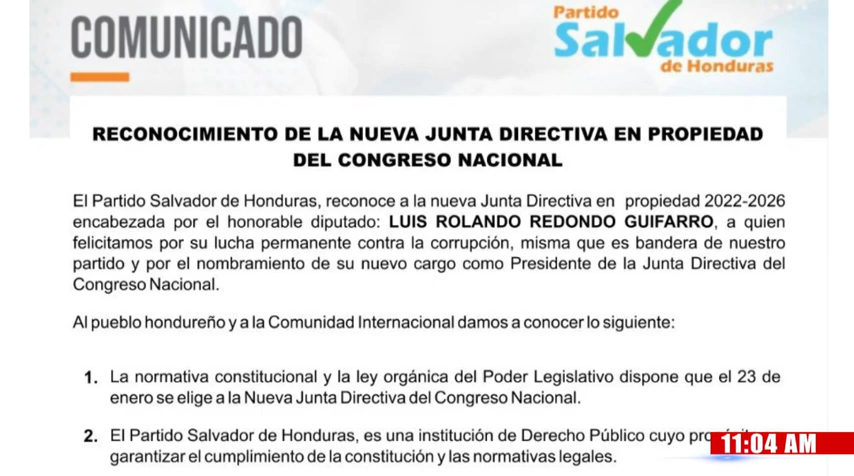 COMUNICADO
Partido
Salvador
de Honduras
RECONOCIMIENTO DE LA NUEVA JUNTA DIRECTIVA EN PROPIEDAD
DEL CONGRESO NACIONAL
El Partido Salvador de Honduras, reconoce a la nueva Junta Directiva en propiedad 2022-2026
encabezada por el honorable diputado: LUIS ROLANDO REDONDO GUIFARRO, a quien
felicitamos por su lucha permanente contra la corrupción, misma que es bandera de nuestro
partido y por el nombramiento de su nuevo cargo como Presidente de la Junta Directiva del
Congreso Nacional.
Al pueblo hondureño y a la Comunidad Internacional damos a conocer lo siguiente:
1. La normativa constitucional y la ley orgánica del Poder Legislativo dispone que el 23 de
enero se elige a la Nueva Junta Directiva del Congreso Nacional.
2. El Partido Salvador de Honduras, es una institución de Derecho Público cuyo
garantizar el cumplimiento de la constitución y las normativas legales.
11:04 AM